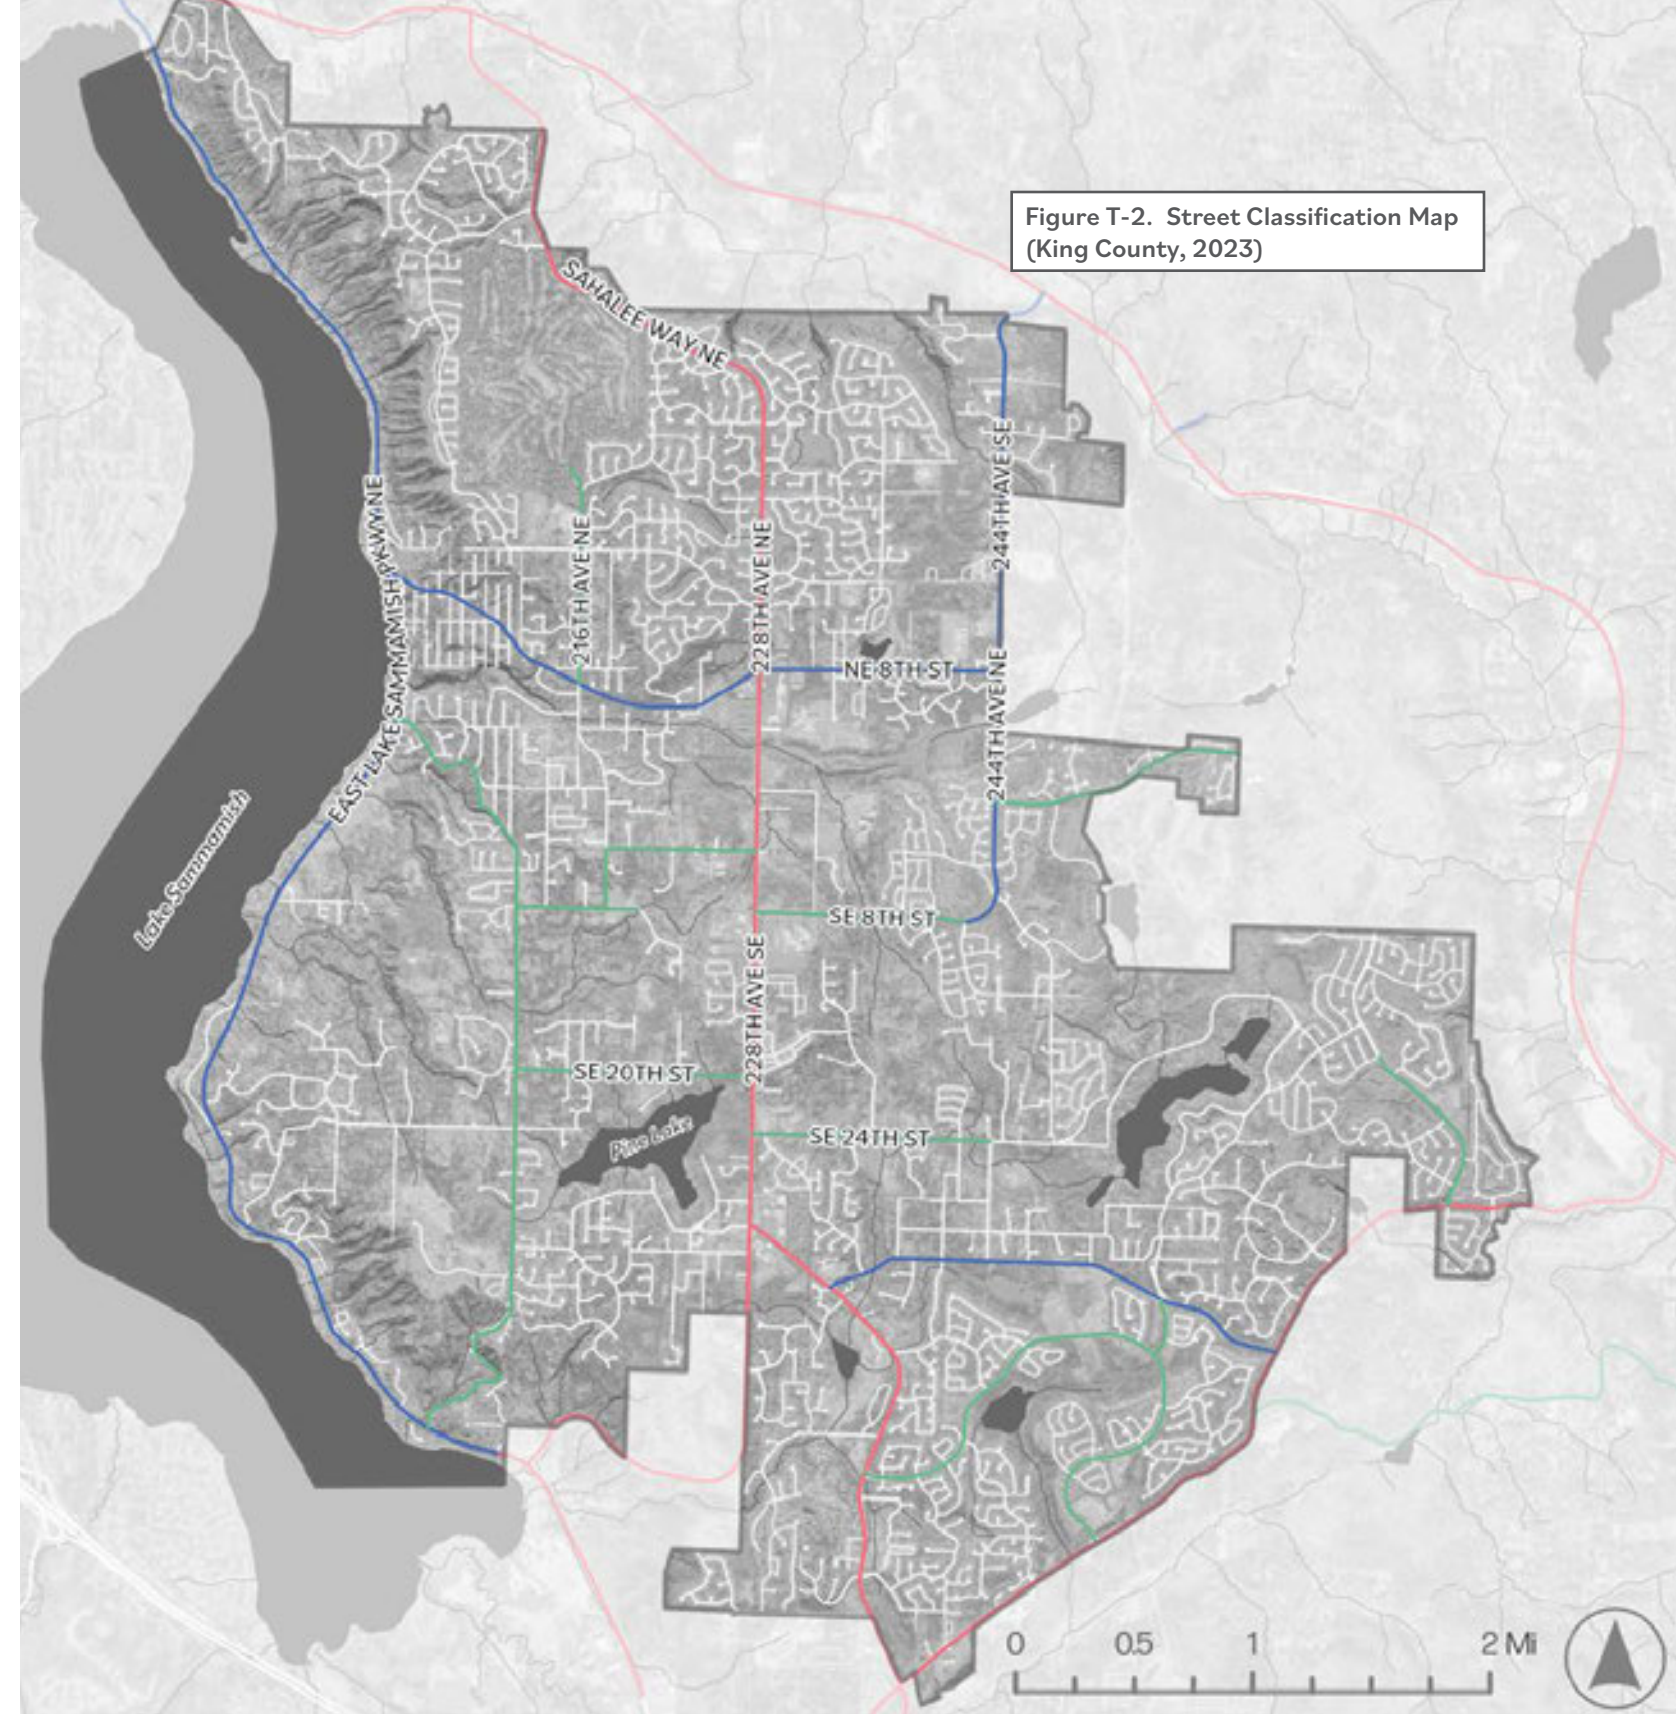 Figure T-2. Street Classification Map
(King County, 2023)
SAHALEE WAY NE
244TH AVE SE
EAST LAKE SAMMAMISH PKWY NE
216TH AVE NE
228TH AVE NE
NE 8TH ST
244TH AVE NE
Lake Sammamish
SE 8TH ST
228TH AVE SE
SE 20TH ST
Pine Lake
SE 24TH ST
0 0.5 1 2 Mi